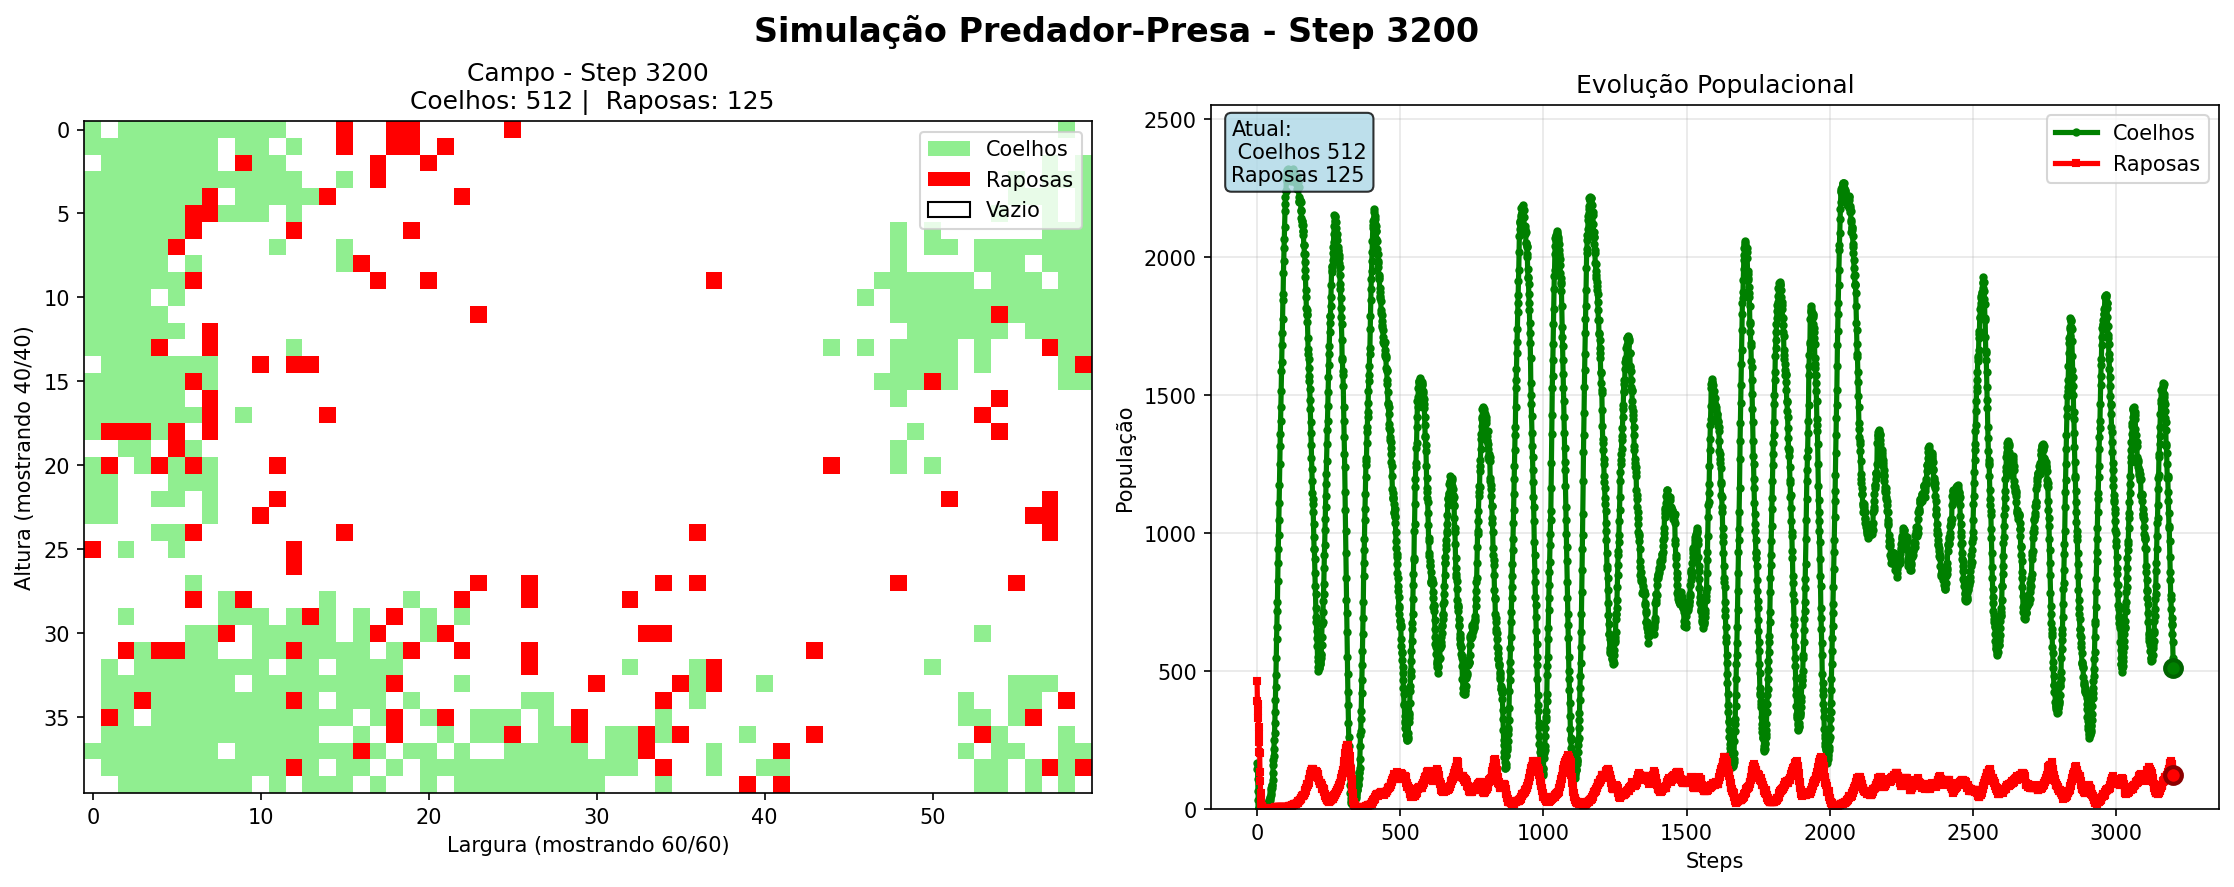 Simulação Predador-Presa - Step 3200
Campo - Step 3200
Coelhos: 512 |  Raposas: 125
Coelhos
Raposas
Vazio
0
5
10
15
20
25
30
35
Altura (mostrando 40/40)
0
10
20
30
40
50
Largura (mostrando 60/60)
Evolução Populacional
Atual:
Coelhos 512
Raposas 125
Coelhos
Raposas
2500
2000
1500
1000
500
0
População
0
500
1000
1500
2000
2500
3000
Steps